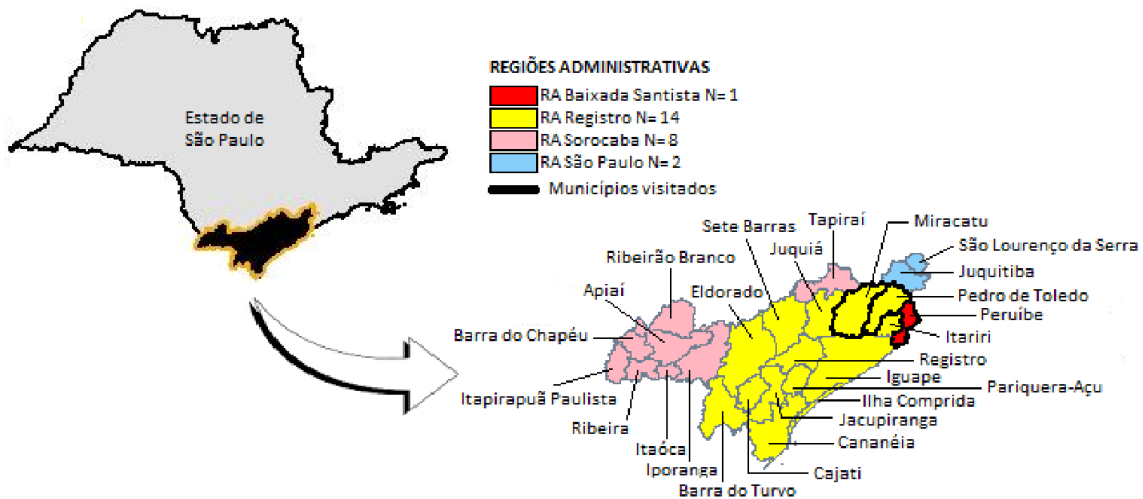 Estado de
São Paulo
REGIÕES ADMINISTRATIVAS
RA Baixada Santista N= 1
RA Registro N= 14
RA Sorocaba N= 8
RA São Paulo N= 2
Municípios visitados
Tapiraí
Miracatu
Sete Barras
São Lourenço da Serra
Ribeirão Branco
Juquiá
Juquitiba
Apiaí
Eldorado
Pedro de Toledo
Peruíbe
Barra do Chapéu
Itariri
Registro
Iguape
Itapirapuã Paulista
Pariquera-Açu
Ilha Comprida
Ribeira
Jacupiranga
Itaóca
Cananéia
Iporanga
Cajati
Barra do Turvo